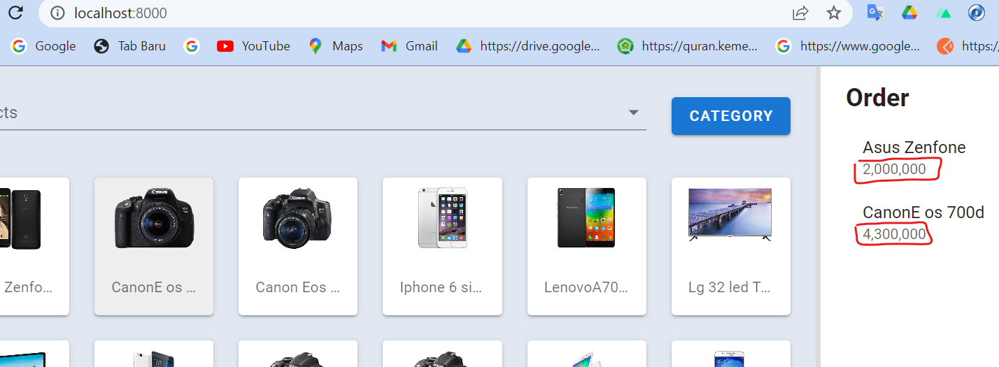 localhost:8000
Google
Tab Baru
YouTube
Maps
Gmail
https://drive.google...
https://quran.keme...
https://www.google...
https:/
cts
CATEGORY
Order
Asus Zenfone
2,000,000
CanonE os 700d
4,300,000
Zenfo...
CanonE os ...
Canon Eos ...
Iphone 6 si...
LenovoA70...
Lg 32 led T...